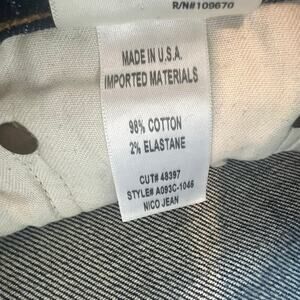 R/N#109670
MADE IN U.S.A.
IMPORTED MATERIALS
98% COTTON
2% ELASTANE
CUT# 48397
STYLE# A093C-1046
NICO JEAN